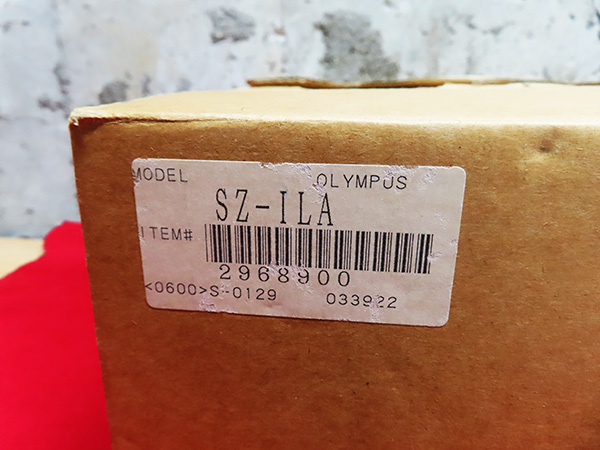 MODEL OLYMPUS
SZ-ILA
ITEM#
2968900
<0600>S-0129 033922